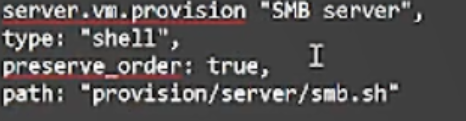 server.vm.provision "SMB server",
type: "shell",
preserve_order: true,
path: "provision/server/smb.sh"